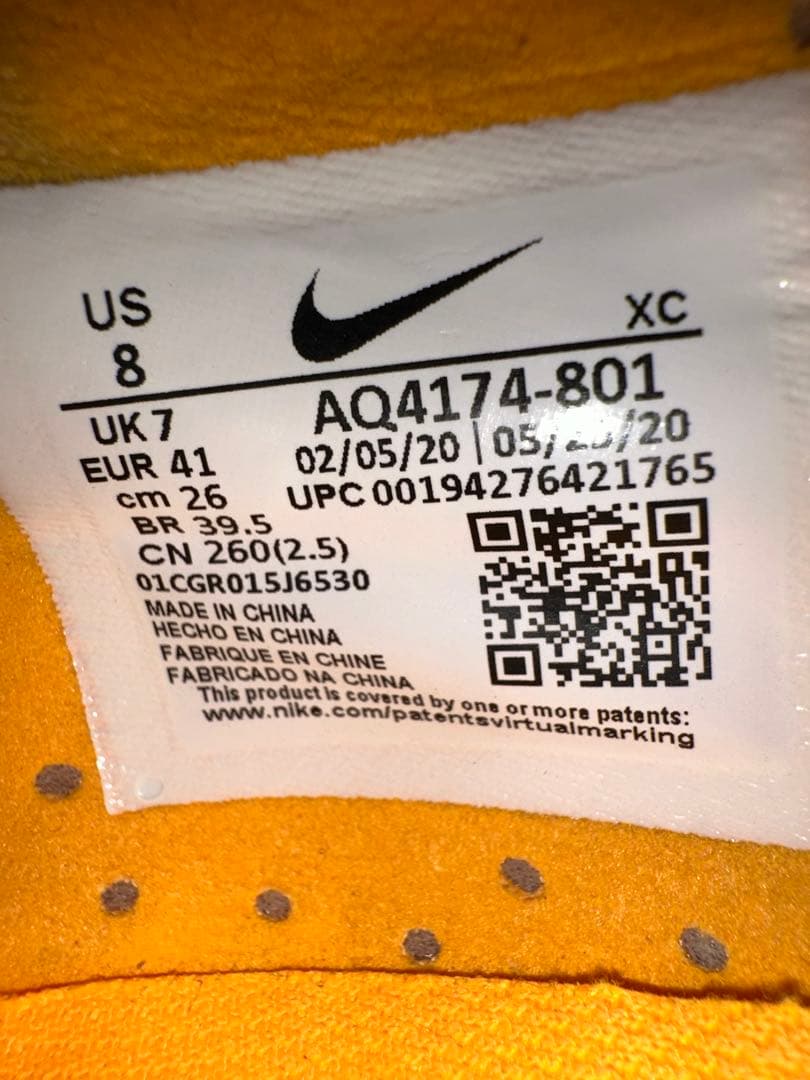 US
8
XC
AQ4174-801
UK 7
02/05/20 | 05/ /20
EUR 41
UPC 00194276421765
cm 26
BR 39.5
CN 260(2.5)
01CGR015J6530
MADE IN CHINA
HECHO EN CHINA
FABRIQUE EN CHINE
FABRICADO NA CHINA
This product is covered by one or more patents:
www.nike.com/patentsvirtualmarking